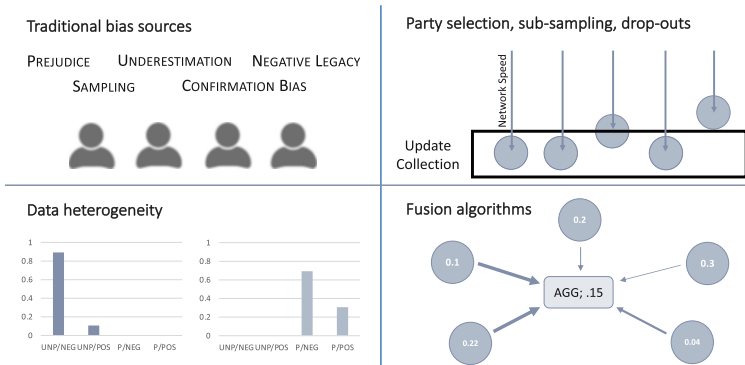 Traditional bias sources
PREJUDICE UNDERESTIMATION NEGATIVE LEGACY
SAMPLING CONFIRMATION BIAS
Party selection, sub-sampling, drop-outs
Network Speed
Update
Collection
Data heterogeneity
1
0.8
0.6
0.4
0.2
0
UNP/NEG UNP/POS P/NEG P/POS
1
0.8
0.6
0.4
0.2
0
UNP/NEG UNP/POS P/NEG P/POS
Fusion algorithms
0.2
0.1
0.3
AGG; .15
0.22
0.04